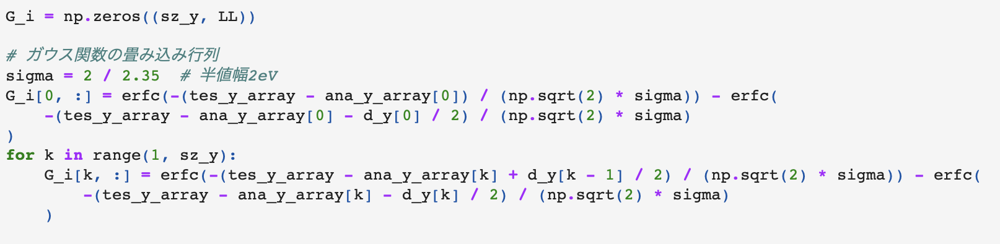 G_i = np.zeros((sz_y, LL))
# ガウス関数の畳み込み行列
sigma = 2 / 2.35  # 半値幅2eV
G_i[0, :] = erfc(-(tes_y_array - ana_y_array[0]) / (np.sqrt(2) * sigma)) - erfc(
    -(tes_y_array - ana_y_array[0] - d_y[0] / 2) / (np.sqrt(2) * sigma)
)
for k in range(1, sz_y):
    G_i[k, :] = erfc(-(tes_y_array - ana_y_array[k] + d_y[k - 1] / 2) / (np.sqrt(2) * sigma)) - erfc(
        -(tes_y_array - ana_y_array[k] - d_y[k] / 2) / (np.sqrt(2) * sigma)
    )